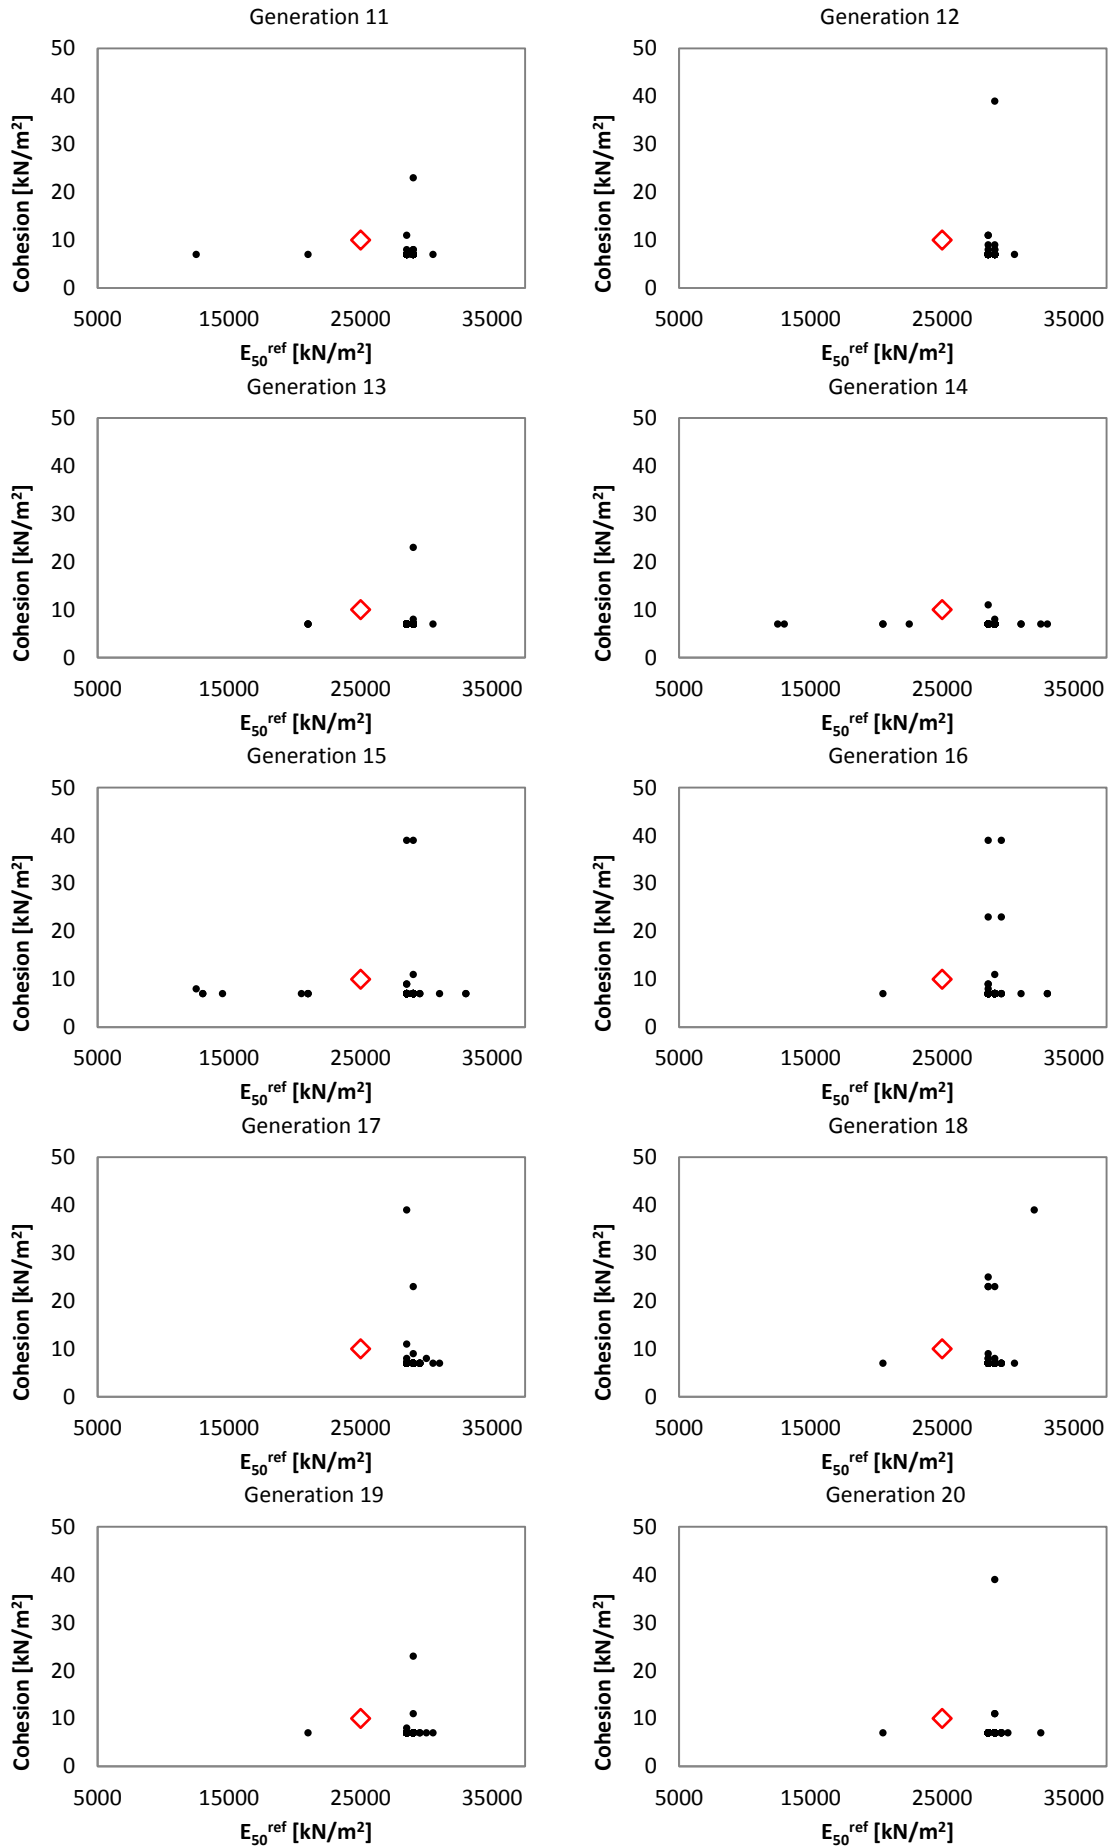 Generation 11
50
40
30
20
10
0
Cohesion [kN/m²]
5000 15000 25000 35000
E₅₀ʳᵉᶠ [kN/m²]
Generation 12
50
40
30
20
10
0
Cohesion [kN/m²]
5000 15000 25000 35000
E₅₀ʳᵉᶠ [kN/m²]
Generation 13
50
40
30
20
10
0
Cohesion [kN/m²]
5000 15000 25000 35000
E₅₀ʳᵉᶠ [kN/m²]
Generation 14
50
40
30
20
10
0
Cohesion [kN/m²]
5000 15000 25000 35000
E₅₀ʳᵉᶠ [kN/m²]
Generation 15
50
40
30
20
10
0
Cohesion [kN/m²]
5000 15000 25000 35000
E₅₀ʳᵉᶠ [kN/m²]
Generation 16
50
40
30
20
10
0
Cohesion [kN/m²]
5000 15000 25000 35000
E₅₀ʳᵉᶠ [kN/m²]
Generation 17
50
40
30
20
10
0
Cohesion [kN/m²]
5000 15000 25000 35000
E₅₀ʳᵉᶠ [kN/m²]
Generation 18
50
40
30
20
10
0
Cohesion [kN/m²]
5000 15000 25000 35000
E₅₀ʳᵉᶠ [kN/m²]
Generation 19
50
40
30
20
10
0
Cohesion [kN/m²]
5000 15000 25000 35000
E₅₀ʳᵉᶠ [kN/m²]
Generation 20
50
40
30
20
10
0
Cohesion [kN/m²]
5000 15000 25000 35000
E₅₀ʳᵉᶠ [kN/m²]